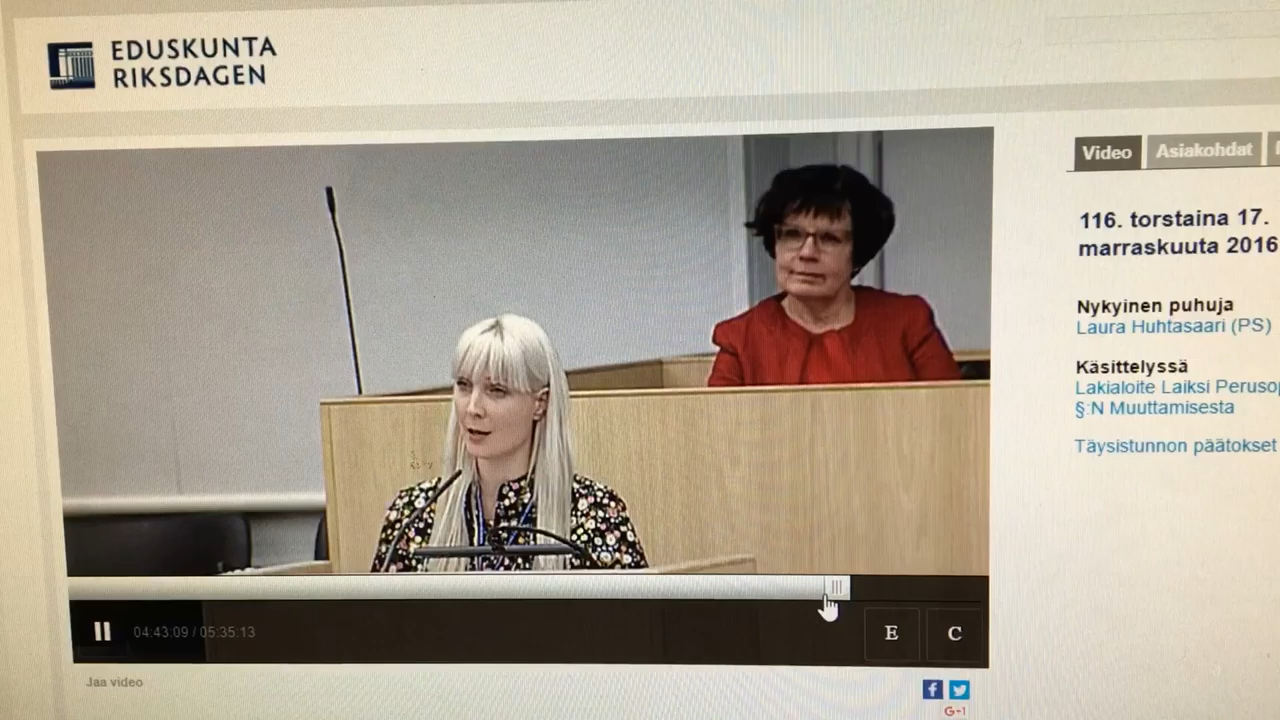 EDUSKUNTA
RIKSDAGEN
Video
Asiakohdat
116. torstaina 17.
marraskuuta 2016
Nykyinen puhuja
Laura Huhtasaari (PS)
Käsittelyssä
Lakialoite Laiksi Perusop
§:N Muuttamisesta
Täysistunnon päätökset
04:43:09 / 05:35:13
E
C
Jaa video
f
G+1